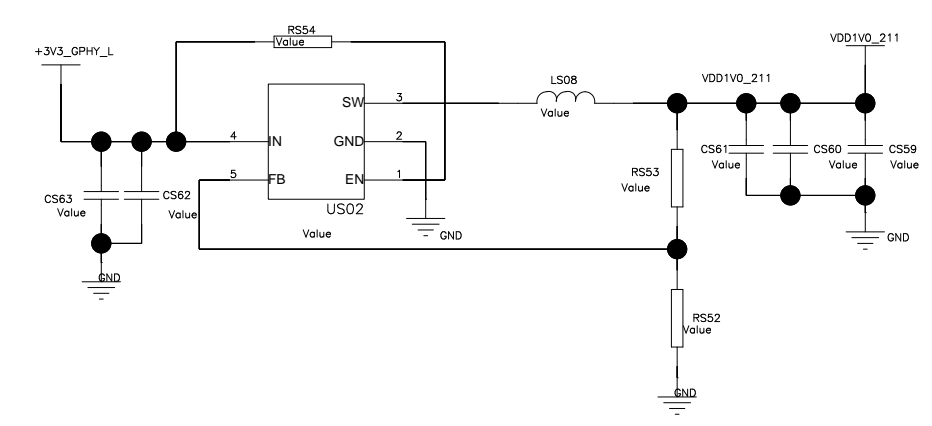 RS54
Value
+3V3_GPHY_L
VDD1V0_211
LS08
Value
VDD1V0_211
SW
3
4
IN
GND
2
5
FB
EN
1
US02
Value
GND
CS63
Value
CS62
Value
GND
RS53
Value
CS61
Value
CS60
Value
CS59
Value
GND
RS52
Value
GND